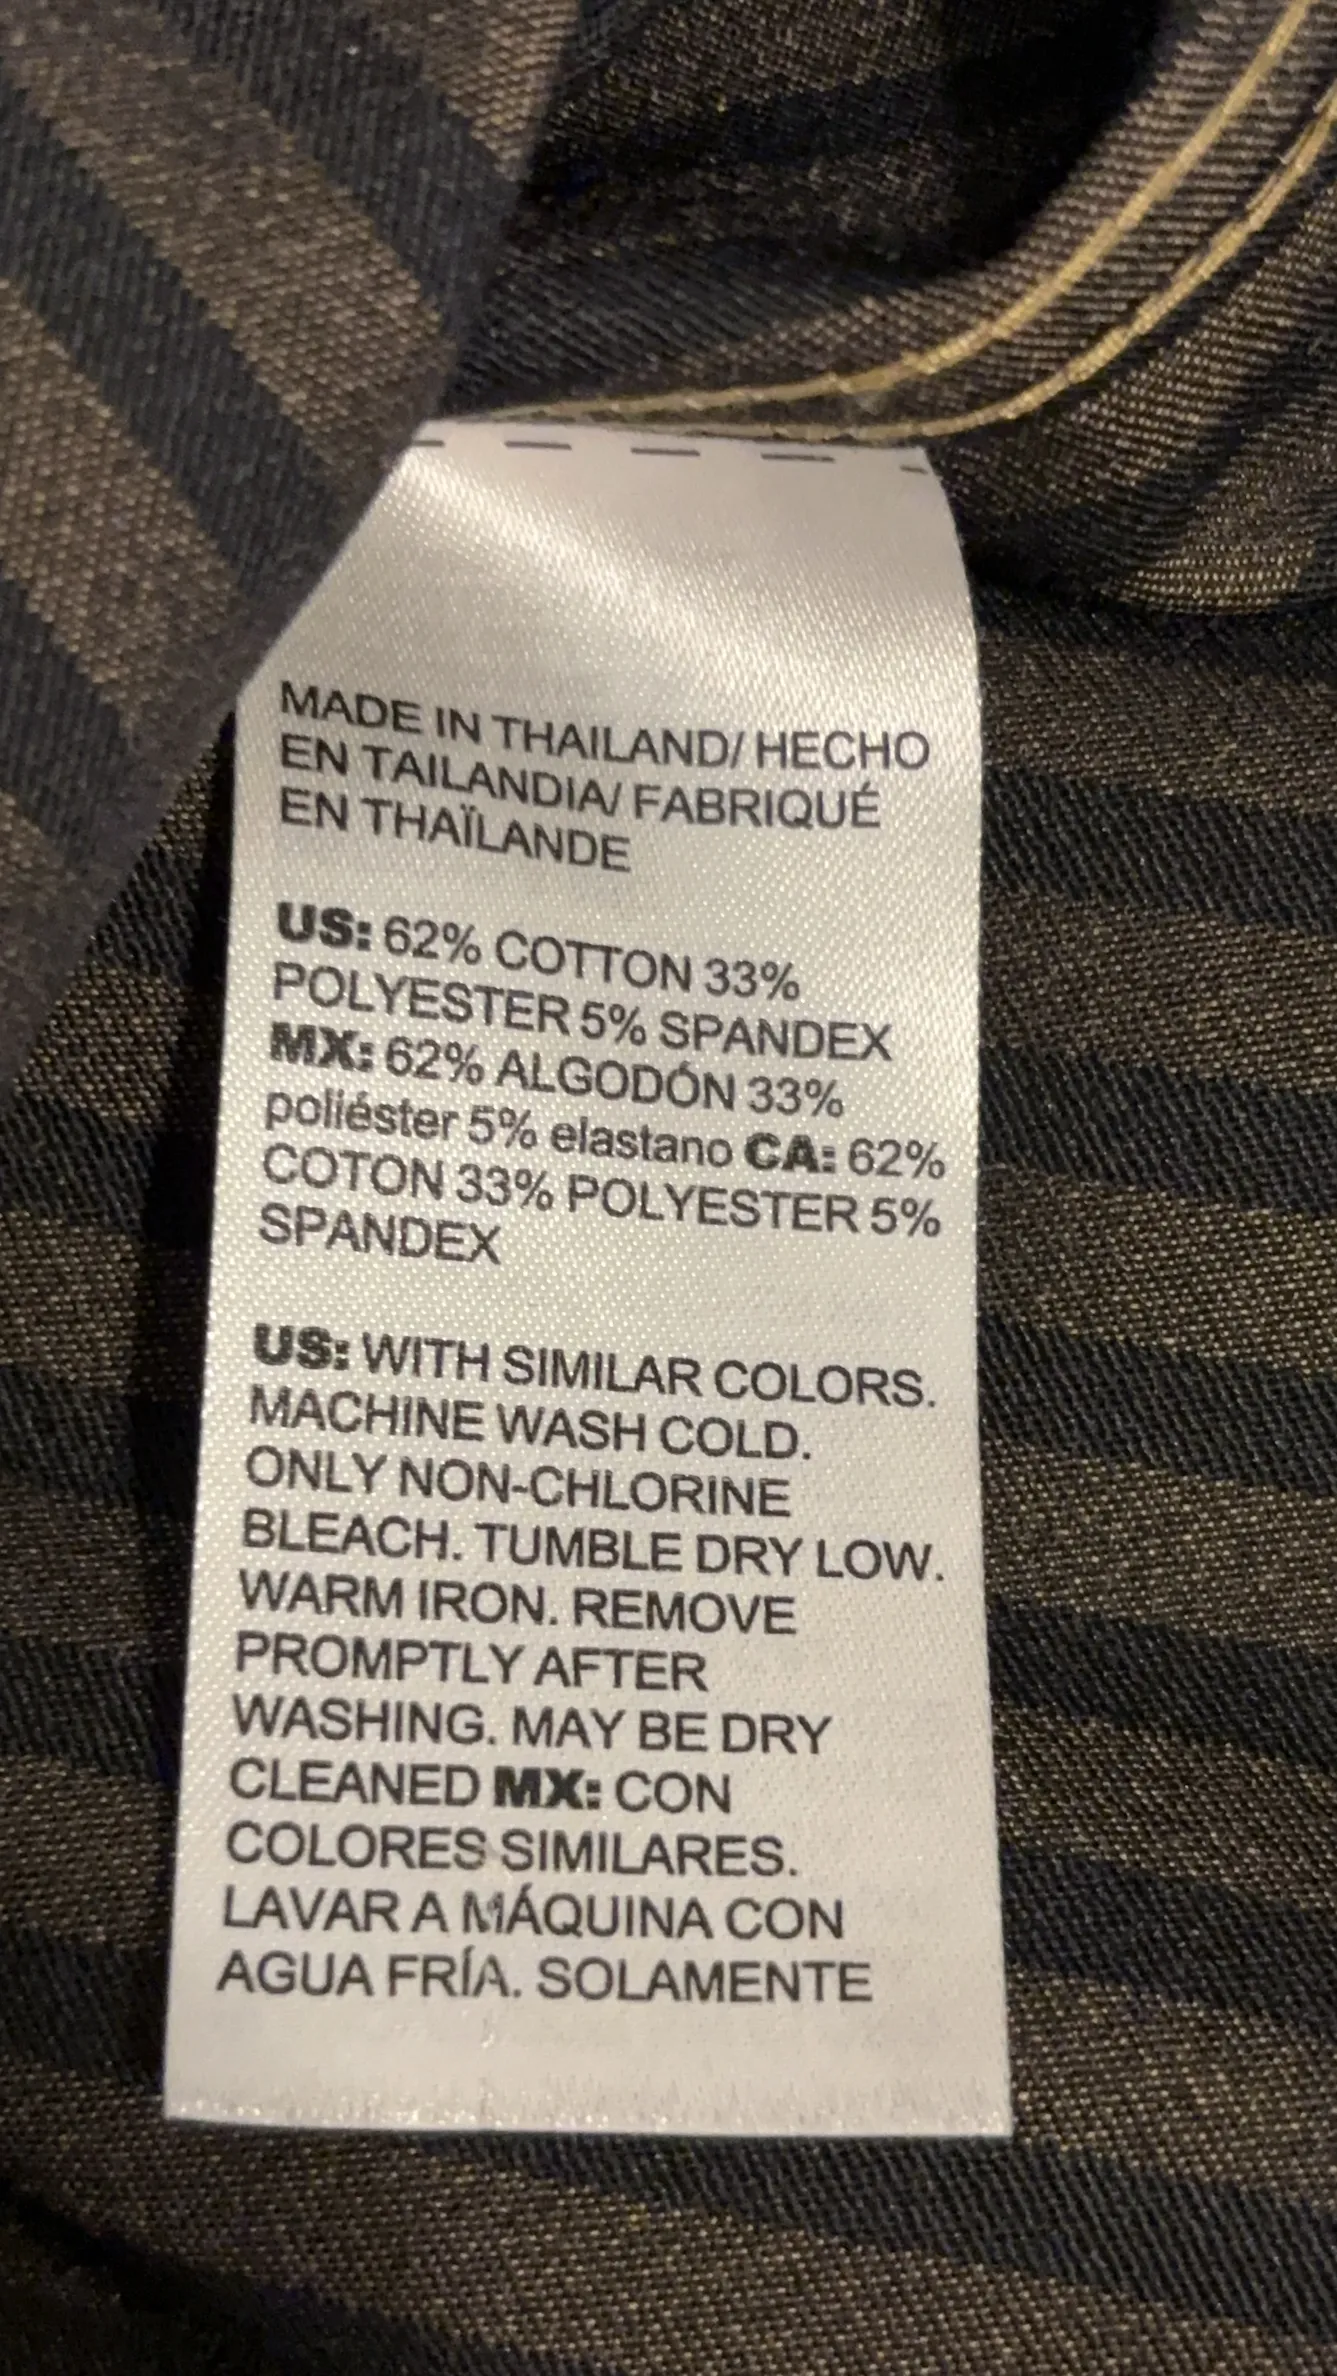 MADE IN THAILAND/ HECHO
EN TAILANDIA/ FABRIQUÉ
EN THAÏLANDE
US: 62% COTTON 33%
POLYESTER 5% SPANDEX
MX: 62% ALGODÓN 33%
poliéster 5% elastano CA: 62%
COTON 33% POLYESTER 5%
SPANDEX
US: WITH SIMILAR COLORS.
MACHINE WASH COLD.
ONLY NON-CHLORINE
BLEACH. TUMBLE DRY LOW.
WARM IRON. REMOVE
PROMPTLY AFTER
WASHING. MAY BE DRY
CLEANED MX: CON
COLORES SIMILARES.
LAVAR A MÁQUINA CON
AGUA FRÍA. SOLAMENTE